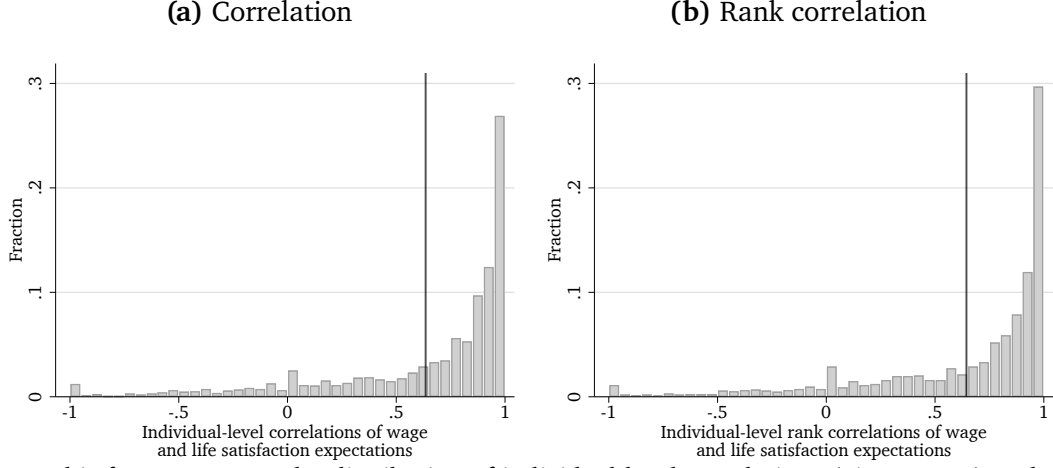 (a) Correlation
.3
.2
.1
0
Fraction
-1 -.5 0 .5 1
Individual-level correlations of wage
and life satisfaction expectations
(b) Rank correlation
.3
.2
.1
0
Fraction
-1 -.5 0 .5 1
Individual-level rank correlations of wage
and life satisfaction expectations